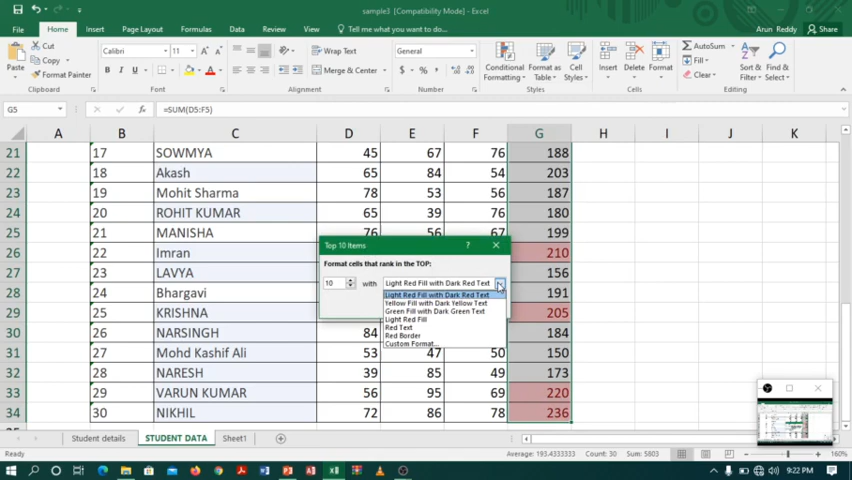 sample3 [Compatibility Mode] - Excel
Arun Reddy
File Home Insert Page Layout Formulas Data Review View Tell me what you want to do... Arun Reddy Share
Cut
Copy
Format Painter
Paste
Clipboard
Calibri 11 A A
B I U
Font
Wrap Text
Merge & Center
Alignment
General
$ % ,
Number
Conditional Formatting
Format as Table
Cell Styles
Styles
Insert Delete Format
Cells
AutoSum
Fill
Clear
Sort & Filter
Find & Select
Editing
G5 fx =SUM(D5:F5)
A B C D E F G H I J K
21 17 SOWMYA 45 67 76 188
22 18 Akash 65 84 54 203
23 19 Mohit Sharma 78 53 56 187
24 20 ROHIT KUMAR 65 39 76 180
25 21 MANISHA 76 56 67 199
26 22 Imran 210
27 23 LAVYA 156
28 24 Bhargavi 191
29 25 KRISHNA 205
30 26 NARSINGH 84 184
31 27 Mohd Kashif Ali 53 47 50 150
32 28 NARESH 39 85 49 173
33 29 VARUN KUMAR 56 95 69 220
34 30 NIKHIL 72 86 78 236
Top 10 Items ?
Format cells that rank in the TOP:
10 with Light Red Fill with Dark Red Text
Light Red Fill with Dark Red Text
Yellow Fill with Dark Yellow Text
Green Fill with Dark Green Text
Light Red Fill
Red Text
Red Border
Custom Format...
Student details STUDENT DATA Sheet1
Ready Average: 193.4333333 Count: 30 Sum: 5803 160%
9:22 PM